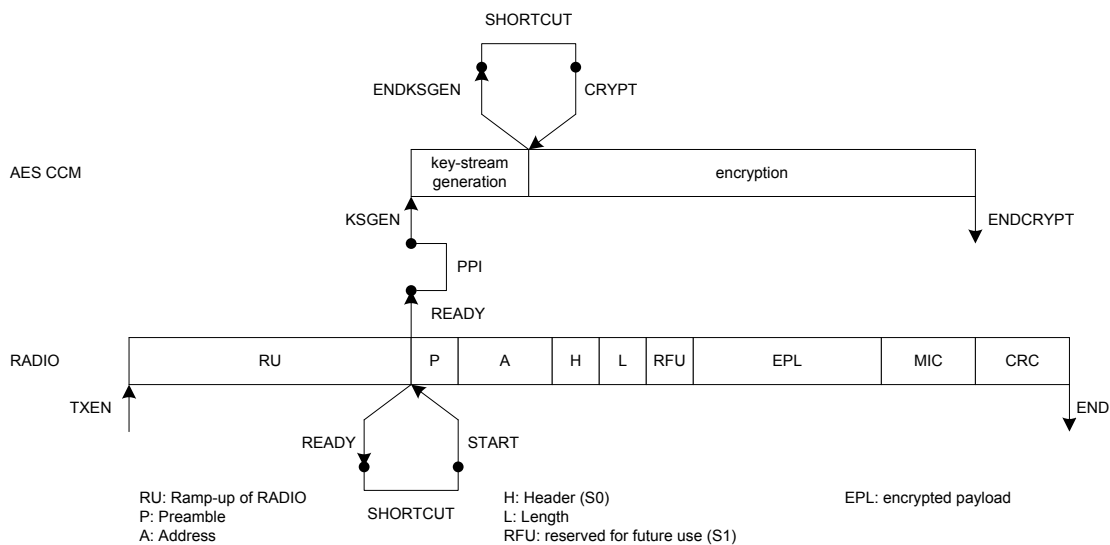 SHORTCUT
ENDKSGEN
CRYPT
AES CCM
key-stream
generation
encryption
KSGEN
ENDCRYPT
PPI
READY
RADIO
RU
P
A
H
L
RFU
EPL
MIC
CRC
TXEN
END
READY
START
SHORTCUT
RU: Ramp-up of RADIO
P: Preamble
A: Address
H: Header (S0)
L: Length
RFU: reserved for future use (S1)
EPL: encrypted payload